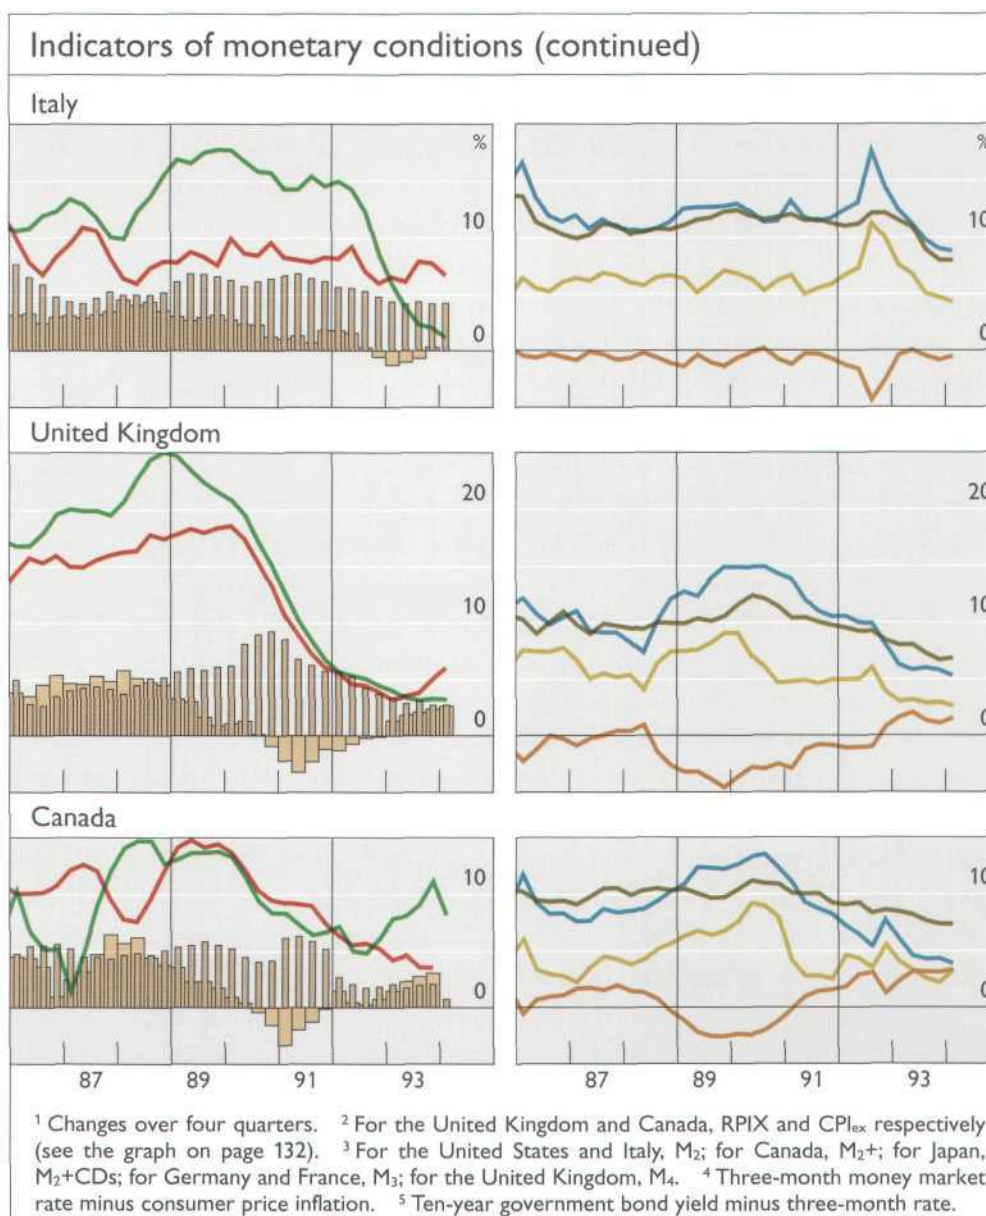 Indicators of monetary conditions (continued)
Italy
%
10
0
%
10
0
United Kingdom
20
10
0
20
10
0
Canada
10
0
10
0
87 89 91 93
87 89 91 93
¹ Changes over four quarters. ² For the United Kingdom and Canada, RPIX and CPIₑₓ respectively
(see the graph on page 132). ³ For the United States and Italy, M₂; for Canada, M₂+; for Japan,
M₂+CDs; for Germany and France, M₃; for the United Kingdom, M₄. ⁴ Three-month money market
rate minus consumer price inflation. ⁵ Ten-year government bond yield minus three-month rate.